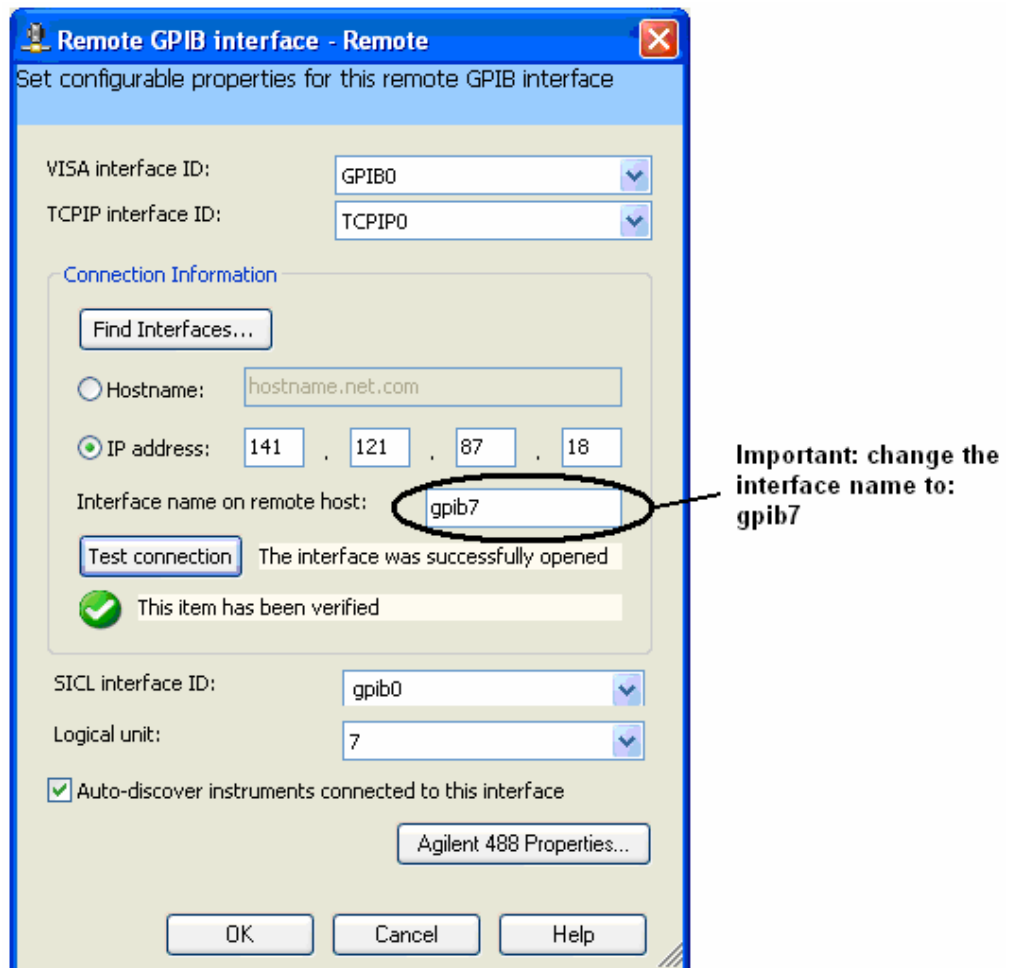 Remote GPIB interface - Remote
Set configurable properties for this remote GPIB interface
VISA interface ID:
GPIB0
TCPIP interface ID:
TCPIP0
Connection Information
Find Interfaces...
Hostname:
hostname.net.com
IP address:
141 . 121 . 87 . 18
Interface name on remote host:
gpib7
Important: change the
interface name to:
gpib7
Test connection
The interface was successfully opened
This item has been verified
SICL interface ID:
gpib0
Logical unit:
7
Auto-discover instruments connected to this interface
Agilent 488 Properties...
OK
Cancel
Help